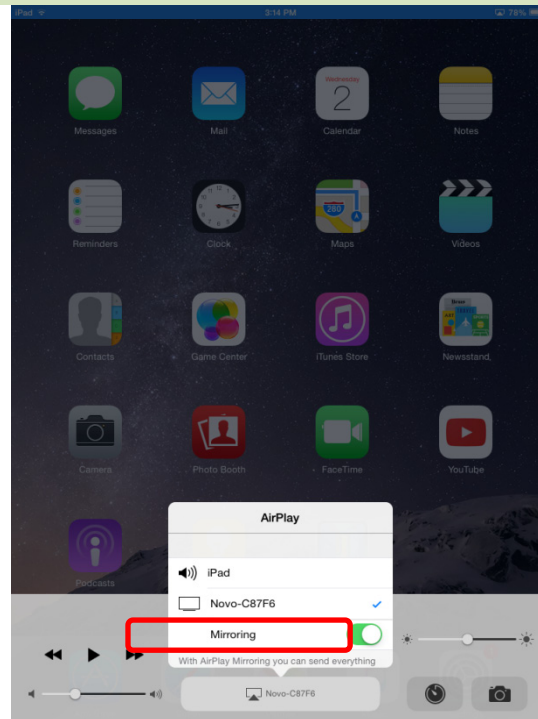 iPad 3:14 PM 78%
Wednesday
2
Messages Mail Calendar Notes
280
Reminders Clock Maps Videos
Contacts Game Center iTunes Store Newsstand
Camera Photo Booth FaceTime YouTube
Podcasts
AirPlay
iPad
Novo-C87F6
Mirroring
With AirPlay Mirroring you can send everything
Novo-C87F6